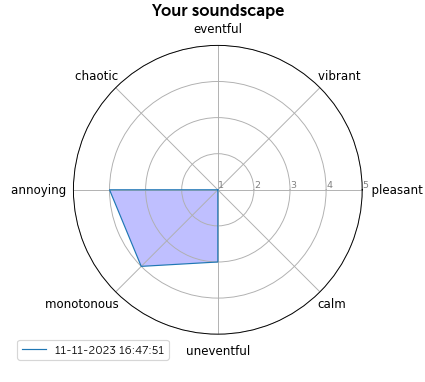 Your soundscape
eventful
chaotic
vibrant
annoying
1 2 3 4 5
pleasant
monotonous
calm
11-11-2023 16:47:51
uneventful